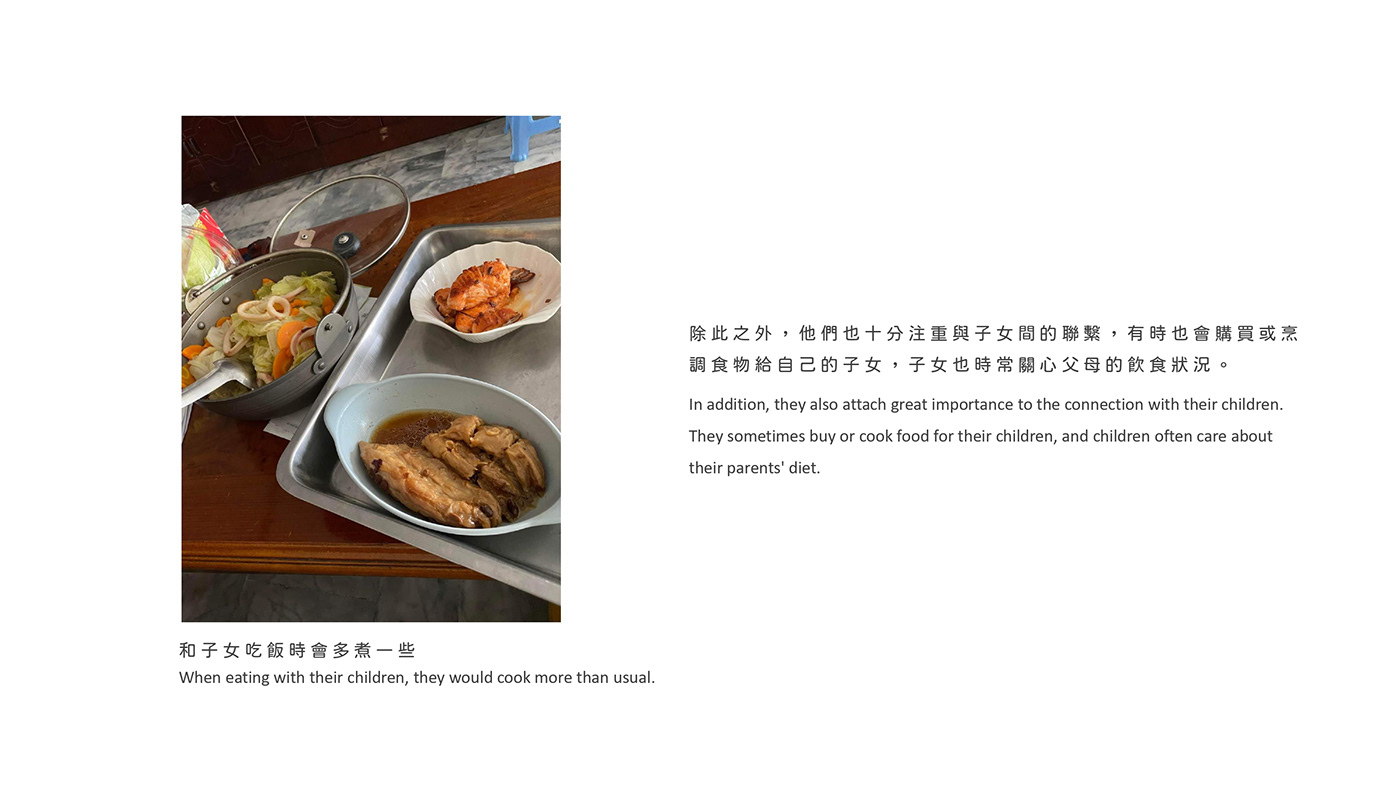 除此之外，他們也十分注重與子女間的聯繫，有時也會購買或烹
調食物給自己的子女，子女也時常關心父母的飲食狀況。
In addition, they also attach great importance to the connection with their children.
They sometimes buy or cook food for their children, and children often care about
their parents' diet.
和子女吃飯時會多煮一些
When eating with their children, they would cook more than usual.